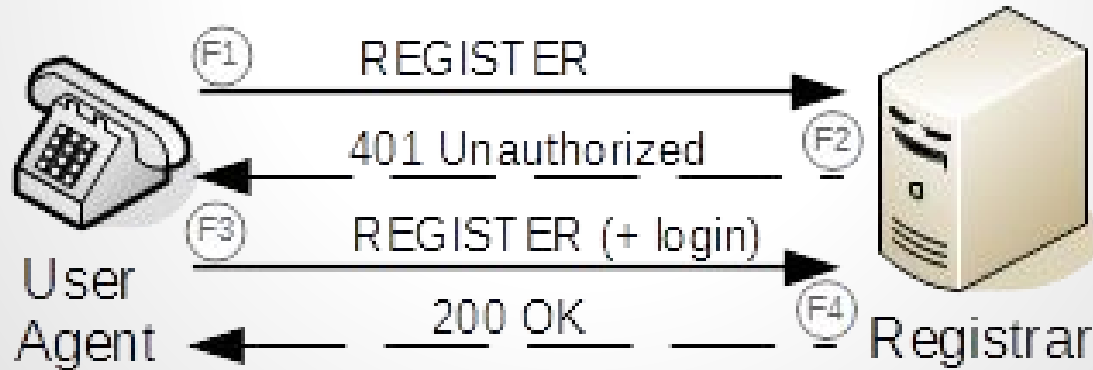 F1
REGISTER
401 Unauthorized
F2
F3
REGISTER (+ login)
200 OK
F4
User
Agent
Registrar